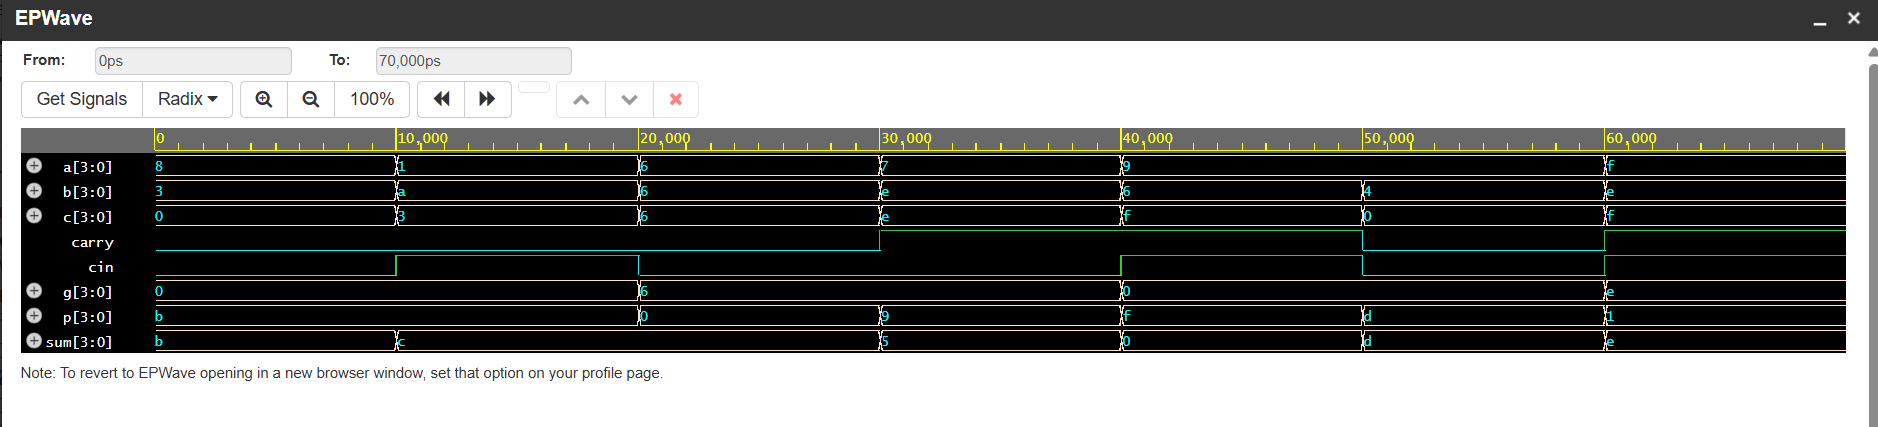 EPWave
From: 0ps To: 70,000ps
Get Signals Radix 100%
0 10,000 20,000 30,000 40,000 50,000 60,000
a[3:0] 8 1 6 7 9 f
b[3:0] 3 a 6 e 6 4 e
c[3:0] 0 3 6 e f 0 f
carry
cin
g[3:0] 0 6 0 e
p[3:0] b 0 9 f d 1
sum[3:0] b c 5 0 d e
Note: To revert to EPWave opening in a new browser window, set that option on your profile page.